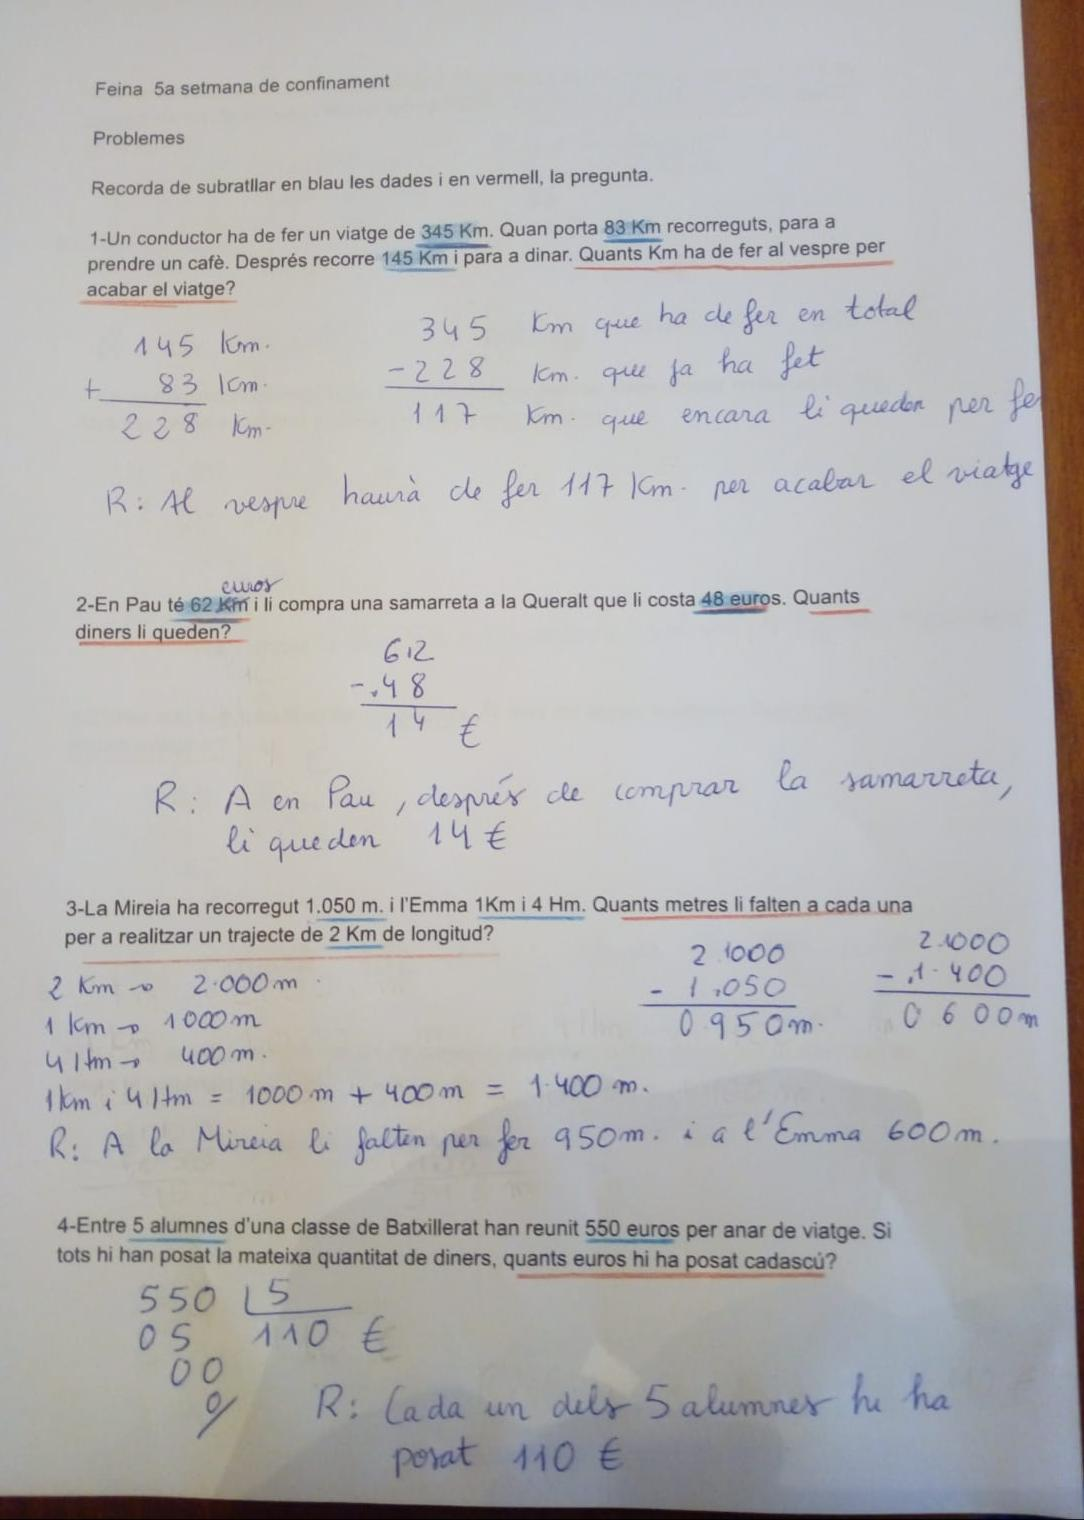 Feina 5a setmana de confinament
Problemes
Recorda de subratllar en blau les dades i en vermell, la pregunta.
1-Un conductor ha de fer un viatge de 345 Km. Quan porta 83 Km recorreguts, para a
prendre un cafè. Després recorre 145 Km i para a dinar. Quants Km ha de fer al vespre per
acabar el viatge?
145 Km.
+ 83 Km.
228 Km.
345 Km que ha de fer en total
-228 Km. que ja ha fet
117 Km. que encara li queden per fer
R: Al vespre haurà de fer 117 Km. per acabar el viatge
euros
2-En Pau té 62 Km i li compra una samarreta a la Queralt que li costa 48 euros. Quants
diners li queden?
612
-.48
14 €
R: A en Pau, després de comprar la samarreta,
li queden 14 €
3-La Mireia ha recorregut 1.050 m. i l'Emma 1Km i 4 Hm. Quants metres li falten a cada una
per a realitzar un trajecte de 2 Km de longitud?
2 Km → 2.000 m
1 Km → 1000 m
4 Hm → 400 m.
1Km i 4 Hm = 1000 m + 400 m = 1.400 m.
2.1000
- 1.050
0 950 m.
2.1000
- .1.400
0 600 m
R: A la Mireia li falten per fer 950 m. i a l'Emma 600 m.
4-Entre 5 alumnes d'una classe de Batxillerat han reunit 550 euros per anar de viatge. Si
tots hi han posat la mateixa quantitat de diners, quants euros hi ha posat cadascú?
550 5
05 110 €
00
0/
R: Cada un dels 5 alumnes hi ha
posat 110 €